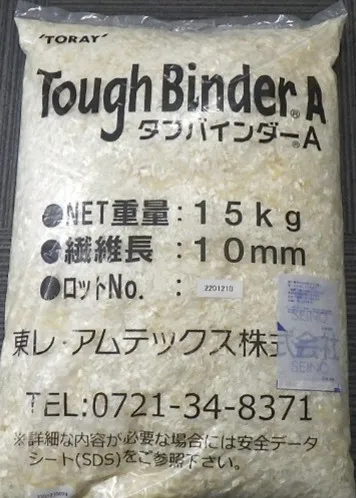 'TORAY'
Tough Binder®A
タフバインダー®A
●NET重量:15kg
●繊維長:10mm
●ロットNo.:
2201210
東レ・アムテックス株式会社
SEINO
TEL:0721-34-8371
※詳細な内容が必要な場合には安全データ
シート(SDS)をご参照下さい。